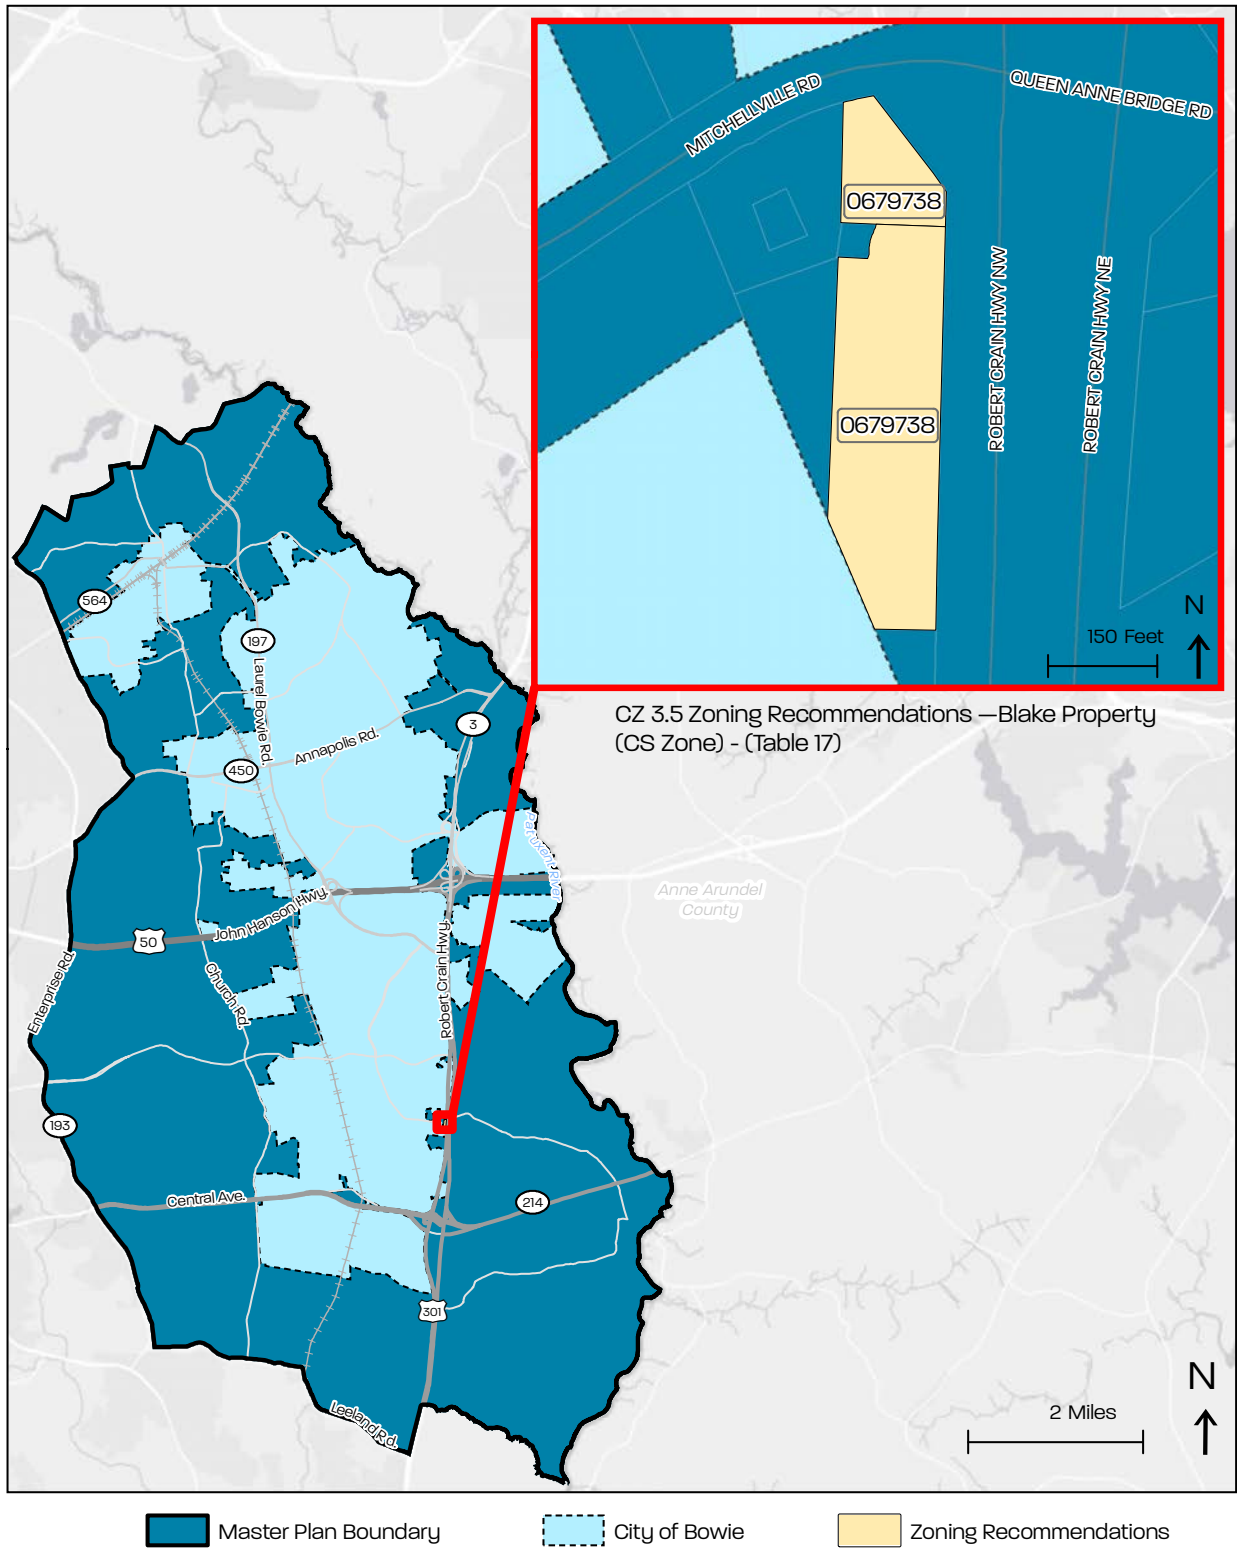 MITCHELLVILLE RD
QUEEN ANNE BRIDGE RD
0679738
ROBERT CRAIN HWY NW
ROBERT CRAIN HWY NE
0679738
N
150 Feet
CZ 3.5 Zoning Recommendations —Blake Property
(CS Zone) - (Table 17)
564
197
Laurel Bowie Rd.
3
Annapolis Rd.
450
Patuxent River
Anne Arundel
County
John Hanson Hwy.
50
Robert Crain Hwy.
Enterprise Rd.
Church Rd.
193
Central Ave.
214
301
Leeland Rd.
N
2 Miles
Master Plan Boundary
City of Bowie
Zoning Recommendations